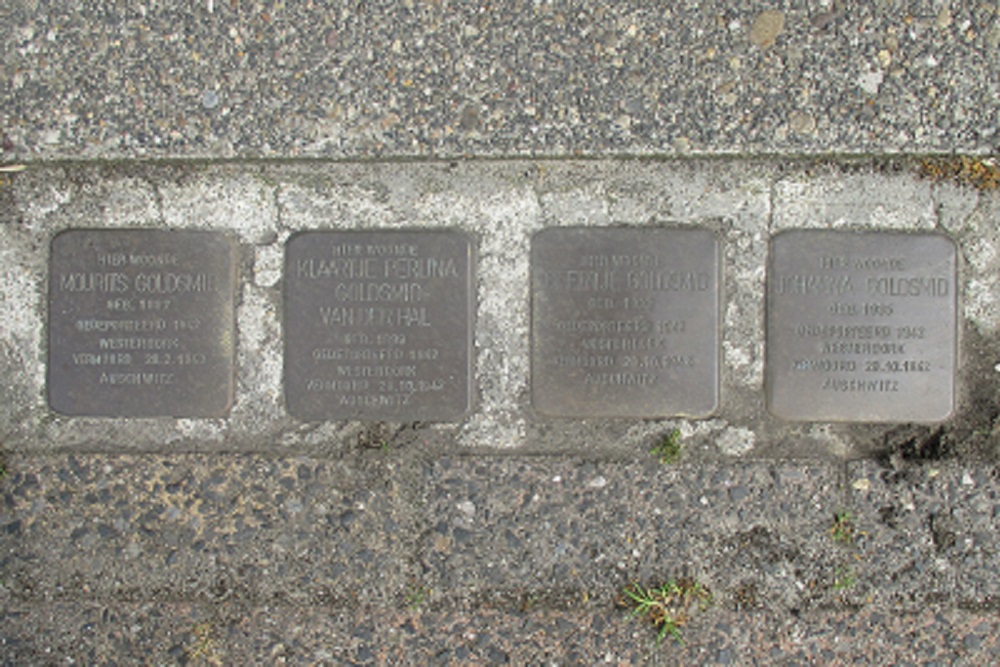 HIER WOONDE
MOURITS GOLDSMID
GEB.
GEDEPORTEERD 1942
WESTERBORK
VERMOORD 28.2.1943
AUSCHWITZ
HIER WOONDE
KLAARTJE PERLINA
GOLDSMID-
VAN DER HAL
GEB. 1899
GEDEPORTEERD 1942
WESTERBORK
VERMOORD 29.10.1942
AUSCHWITZ
HIER WOONDE
GOLDSMID
GEB.
GEDEPORTEERD 1942
WESTERBORK
VERMOORD 29.10.1942
AUSCHWITZ
HIER WOONDE
JOHANNA GOLDSMID
GEB. 1935
GEDEPORTEERD 1942
WESTERBORK
VERMOORD 29.10.1942
AUSCHWITZ